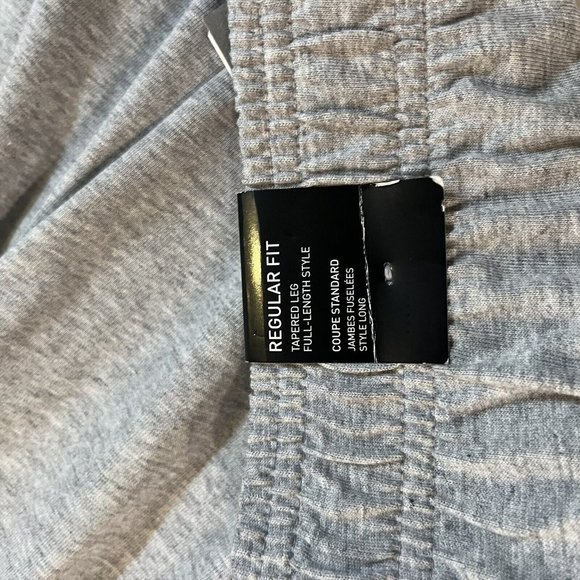 REGULAR FIT
TAPERED LEG
FULL-LENGTH STYLE
COUPE STANDARD
JAMBES FUSELÉES
STYLE LONG